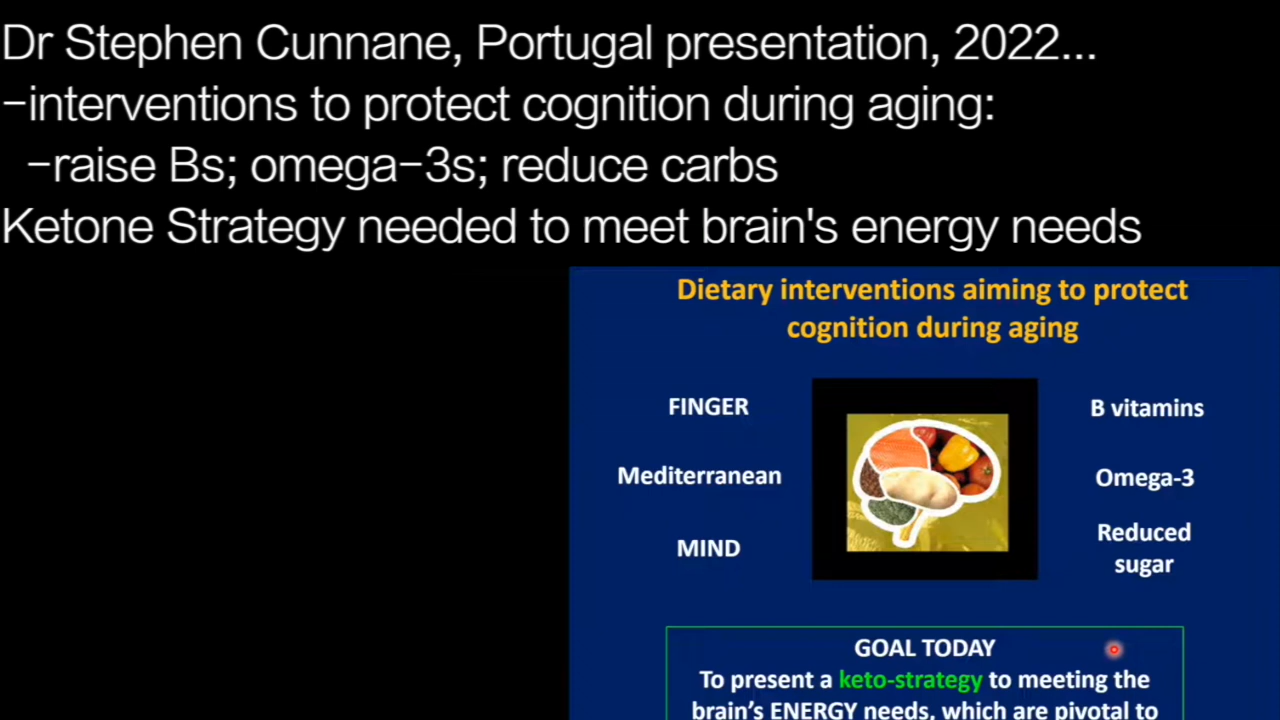 Dr Stephen Cunnane, Portugal presentation, 2022...
-interventions to protect cognition during aging:
-raise Bs; omega-3s; reduce carbs
Ketone Strategy needed to meet brain's energy needs
Dietary interventions aiming to protect
cognition during aging
FINGER
B vitamins
Mediterranean
Omega-3
MIND
Reduced
sugar
GOAL TODAY
To present a keto-strategy to meeting the
brain's ENERGY needs, which are pivotal to